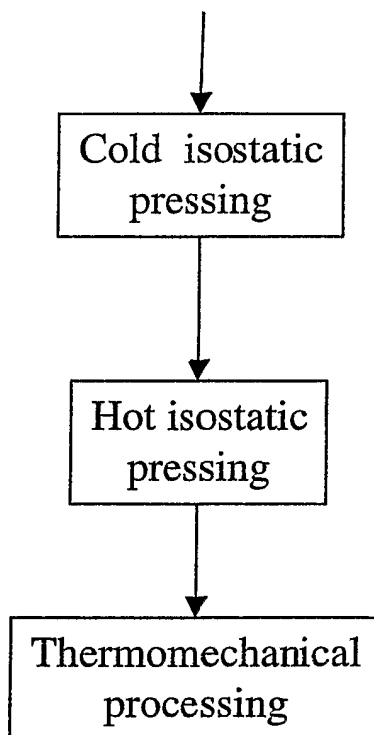 Cold isostatic
pressing
Hot isostatic
pressing
Thermomechanical
processing